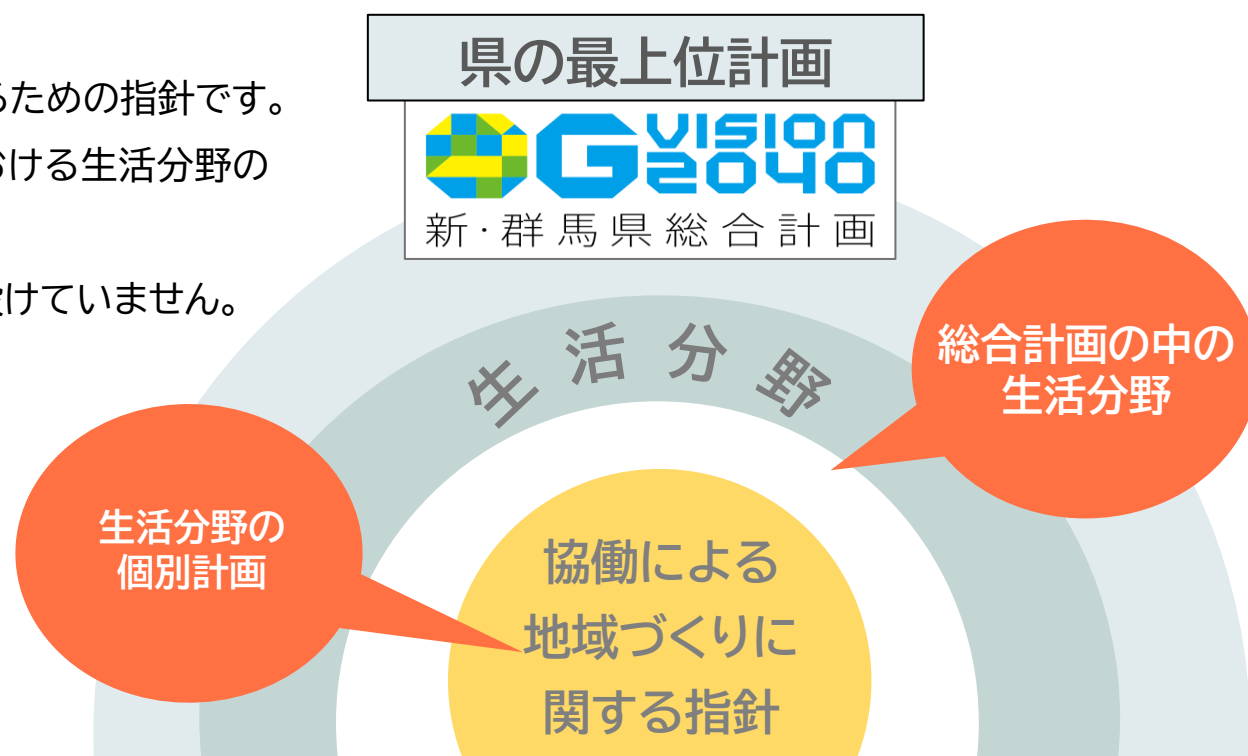 県の最上位計画
るための指針です。
おける生活分野の
けていません。
G VISION
2040
新・群馬県総合計画
生活分野
総合計画の中の
生活分野
生活分野の
個別計画
協働による
地域づくりに
関する指針